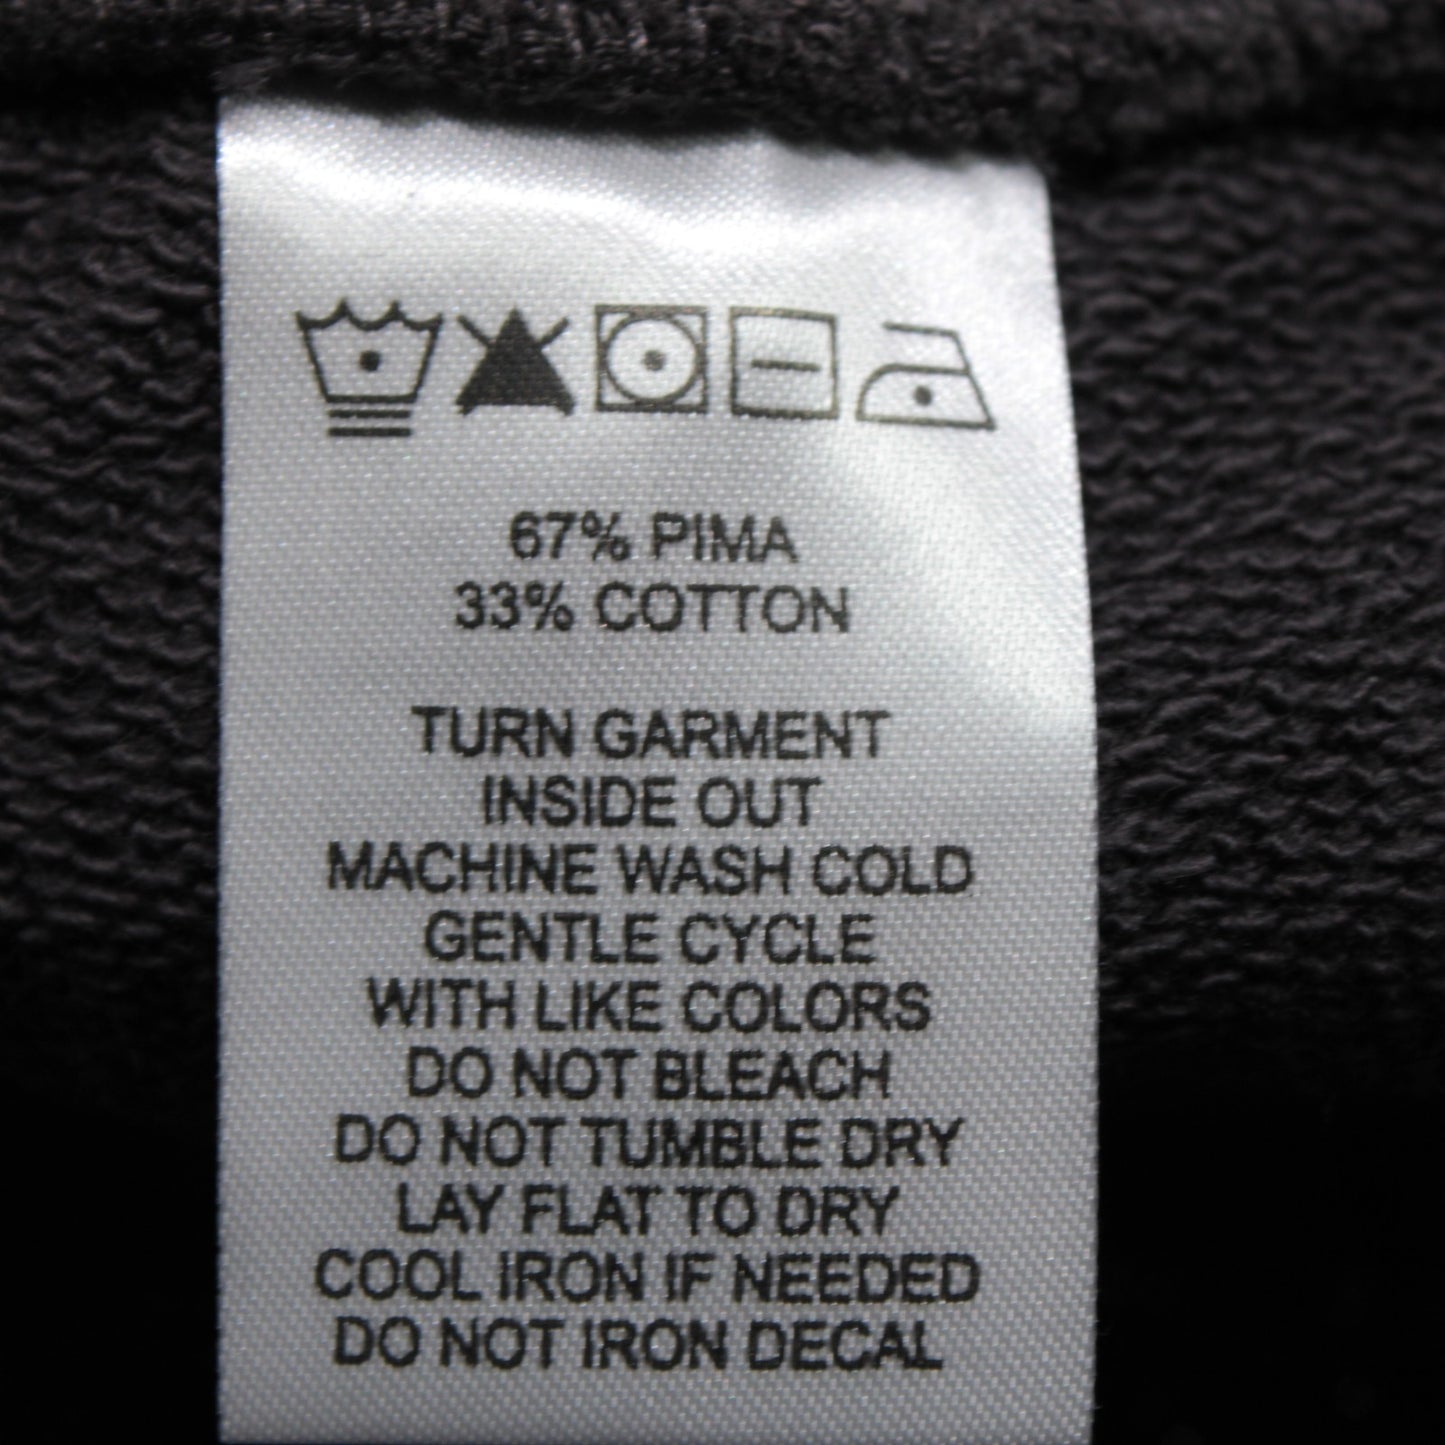 67% PIMA
33% COTTON
TURN GARMENT
INSIDE OUT
MACHINE WASH COLD
GENTLE CYCLE
WITH LIKE COLORS
DO NOT BLEACH
DO NOT TUMBLE DRY
LAY FLAT TO DRY
COOL IRON IF NEEDED
DO NOT IRON DECAL